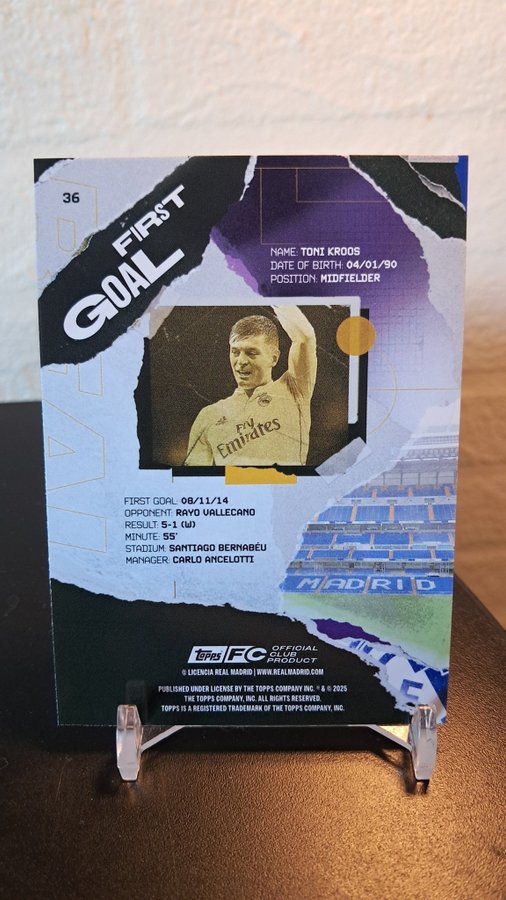 36
FIRST
GOAL
NAME: TONI KROOS
DATE OF BIRTH: 04/01/90
POSITION: MIDFIELDER
Fly
Emirates
FIRST GOAL: 08/11/14
OPPONENT: RAYO VALLECANO
RESULT: 5-1 (W)
MINUTE: 55'
STADIUM: SANTIAGO BERNABÉU
MANAGER: CARLO ANCELOTTI
MADRID
Topps FC OFFICIAL
CLUB
PRODUCT
© LICENCIA REAL MADRID | WWW.REALMADRID.COM
PUBLISHED UNDER LICENSE BY THE TOPPS COMPANY INC. ® & © 2025
THE TOPPS COMPANY, INC. ALL RIGHTS RESERVED.
TOPPS IS A REGISTERED TRADEMARK OF THE TOPPS COMPANY, INC.